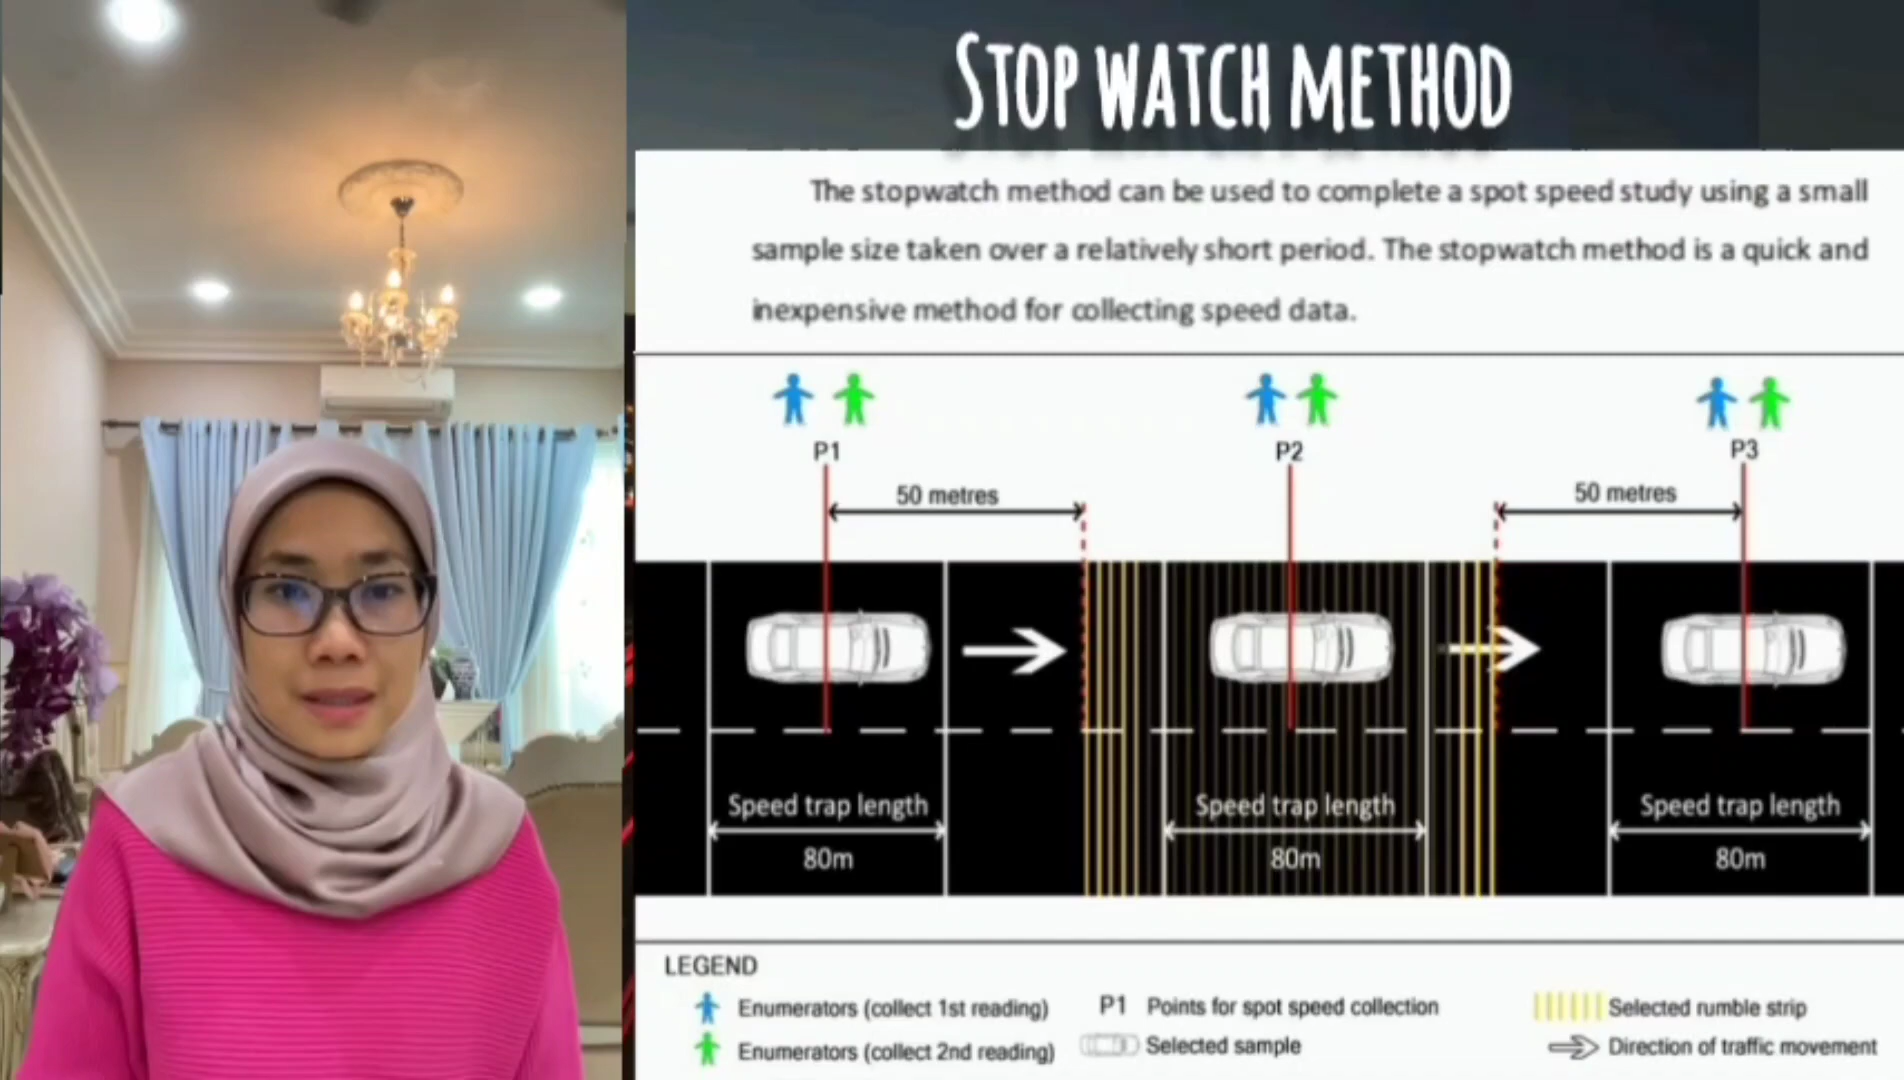 STOP WATCH METHOD
The stopwatch method can be used to complete a spot speed study using a small
sample size taken over a relatively short period. The stopwatch method is a quick and
inexpensive method for collecting speed data.
P1
P2
P3
50 metres
50 metres
Speed trap length
Speed trap length
Speed trap length
80m
80m
80m
LEGEND
Enumerators (collect 1st reading)
P1 Points for spot speed collection
Selected rumble strip
Enumerators (collect 2nd reading)
Selected sample
Direction of traffic movement